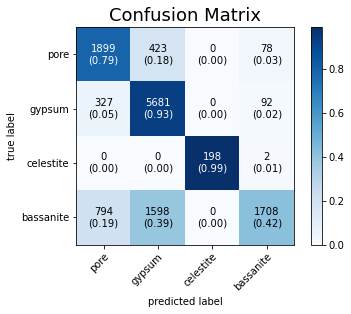 Confusion Matrix
true label
pore
1899 423 0 78
(0.79) (0.18) (0.00) (0.03)
gypsum
327 5681 0 92
(0.05) (0.93) (0.00) (0.02)
celestite
0 0 198 2
(0.00) (0.00) (0.99) (0.01)
bassanite
794 1598 0 1708
(0.19) (0.39) (0.00) (0.42)
pore gypsum celestite bassanite
predicted label
0.8
0.6
0.4
0.2
0.0